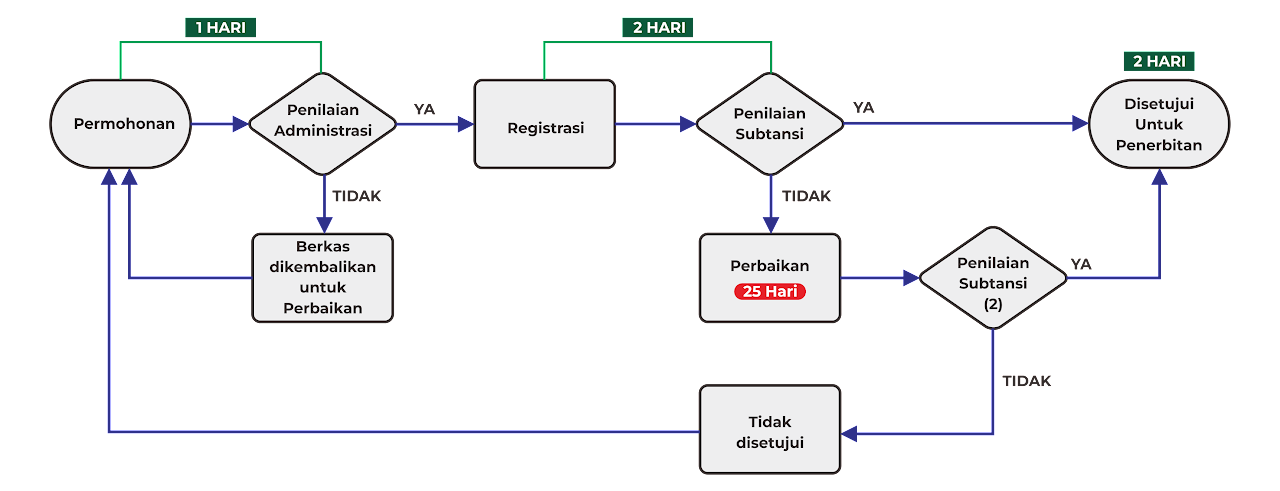 1 HARI
2 HARI
2 HARI
Permohonan
Penilaian
Administrasi
YA
Registrasi
Penilaian
Subtansi
YA
Disetujui
Untuk
Penerbitan
TIDAK
TIDAK
Berkas
dikembalikan
untuk
Perbaikan
Perbaikan
25 Hari
Penilaian
Subtansi
(2)
YA
TIDAK
Tidak
disetujui